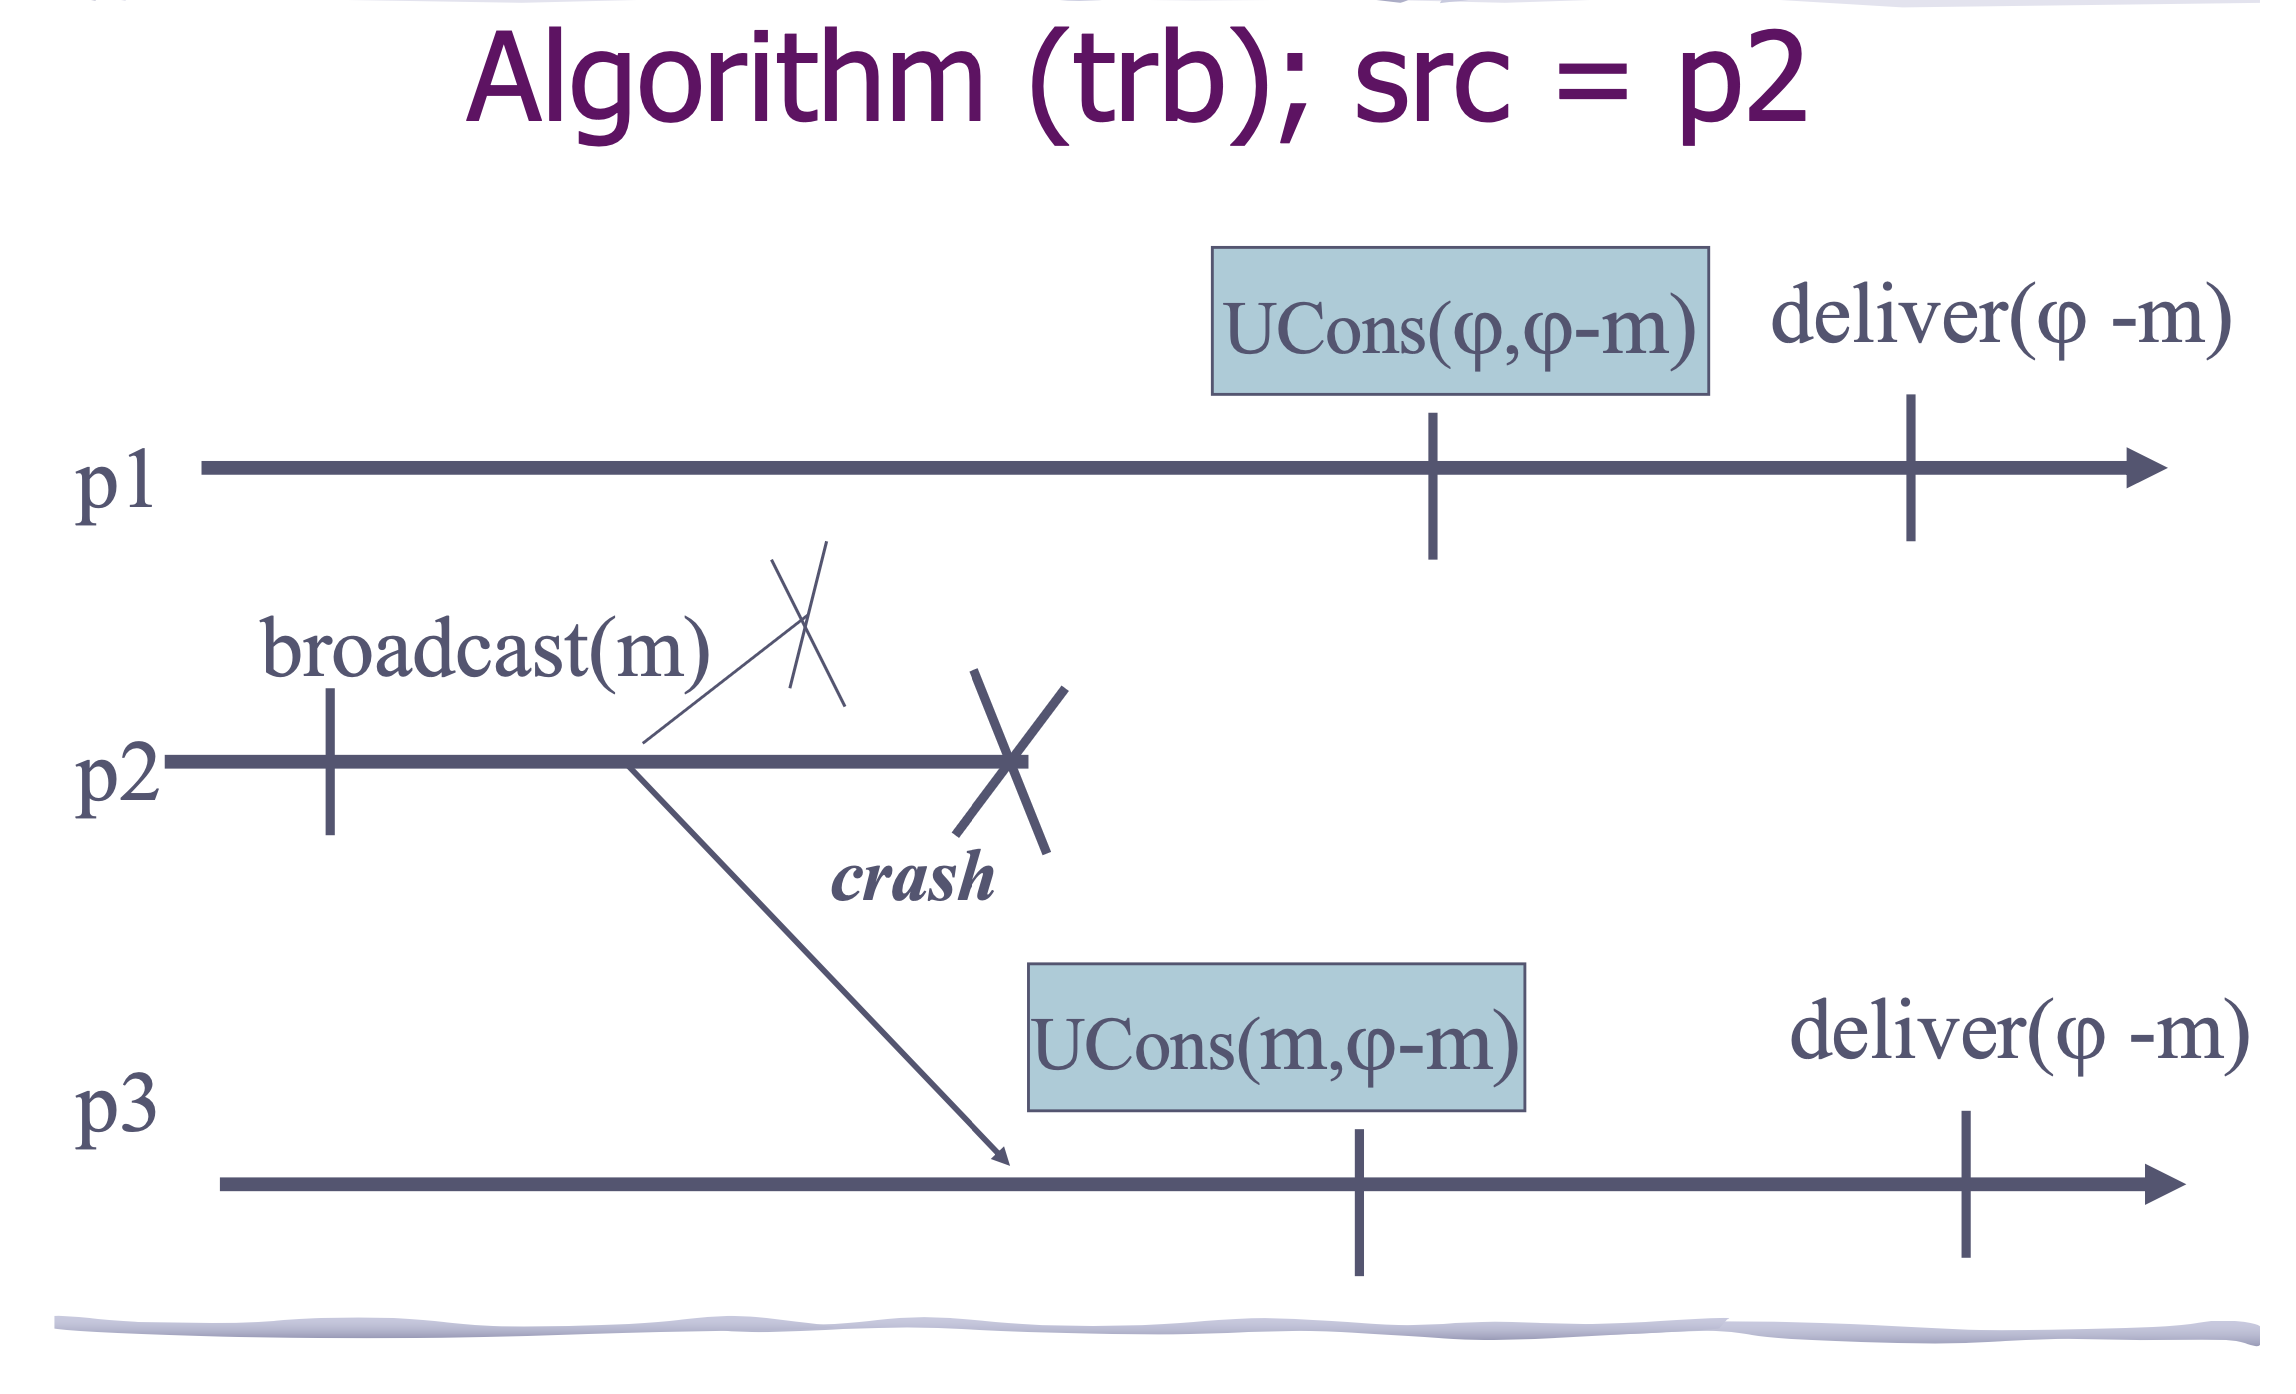 Algorithm (trb); src = p2
UCons(φ,φ-m)
deliver(φ -m)
p1
broadcast(m)
p2
crash
UCons(m,φ-m)
deliver(φ -m)
p3